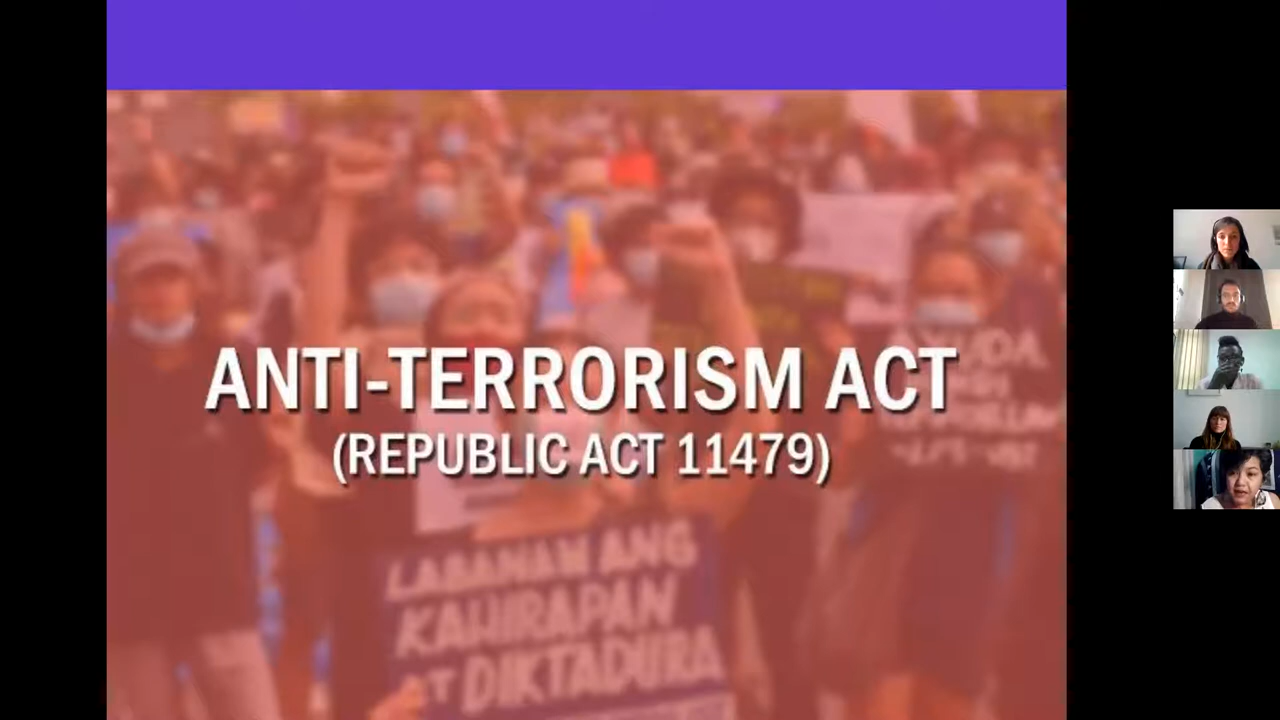 ANTI-TERRORISM ACT
(REPUBLIC ACT 11479)
LABANAN ANG
KAHIRAPAN
AT DIKTADURA